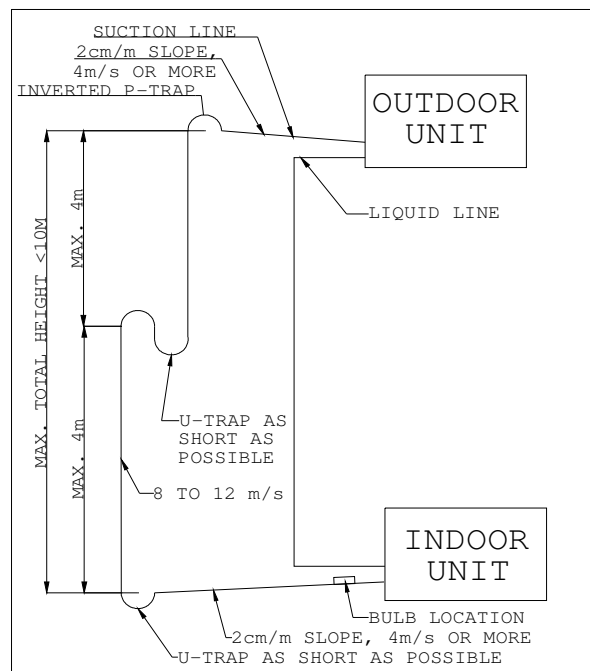 SUCTION LINE
2cm/m SLOPE,
4m/s OR MORE
INVERTED P-TRAP
OUTDOOR
UNIT
LIQUID LINE
MAX. 4m
MAX. TOTAL HEIGHT <10M
U-TRAP AS
SHORT AS
POSSIBLE
MAX. 4m
8 TO 12 m/s
INDOOR
UNIT
BULB LOCATION
2cm/m SLOPE, 4m/s OR MORE
U-TRAP AS SHORT AS POSSIBLE